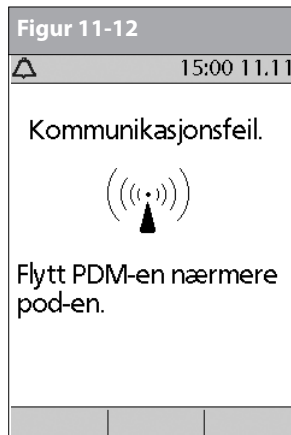 Figur 11-12
15:00 11.11
Kommunikasjonsfeil.
Flytt PDM-en nærmere
pod-en.